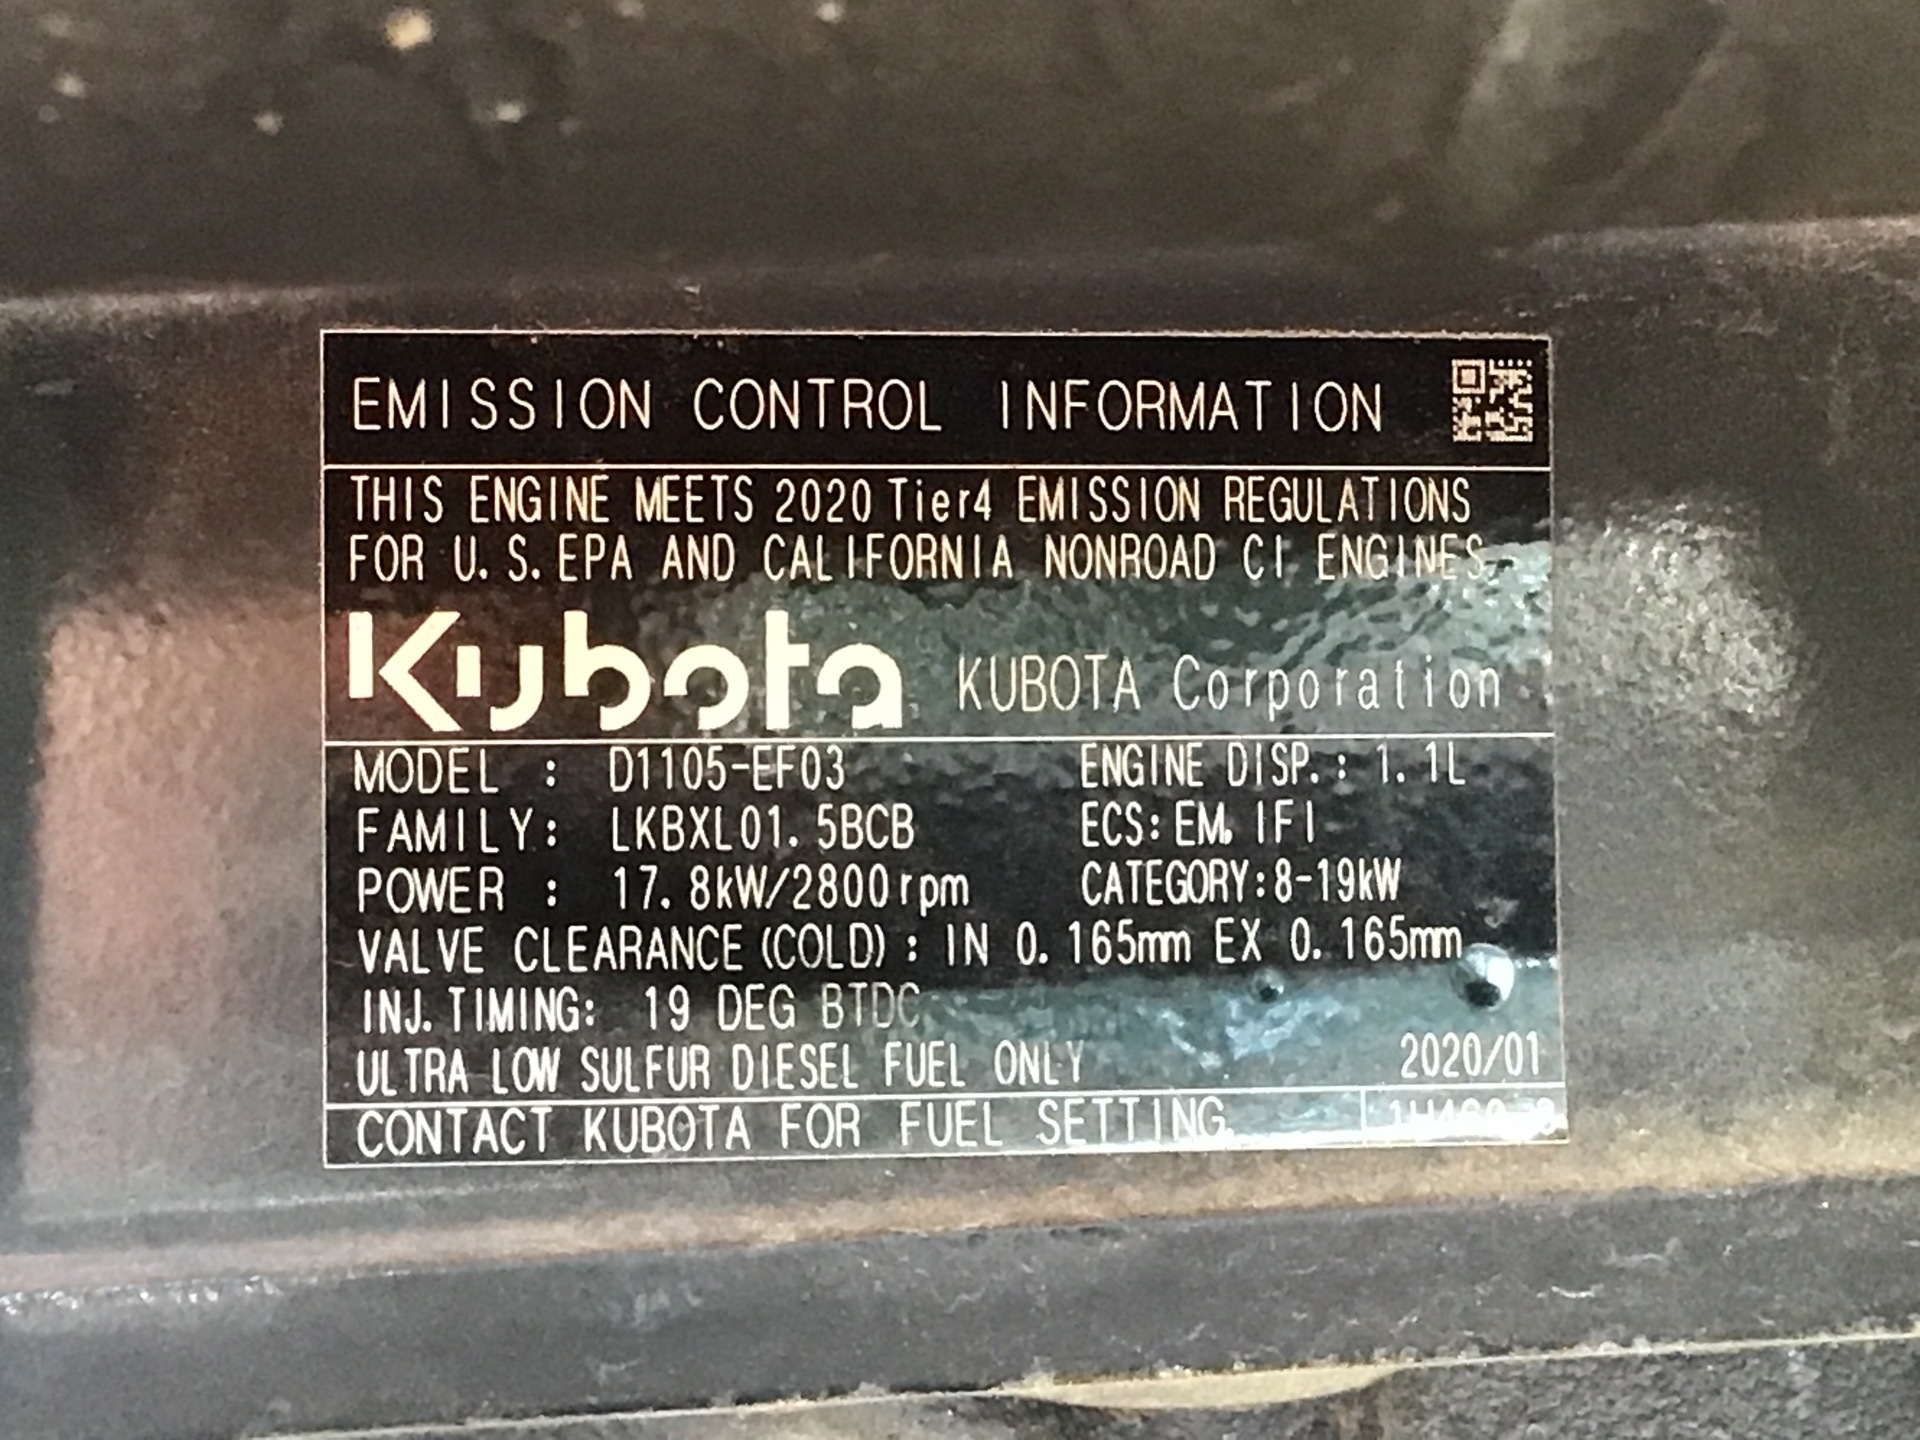 EMISSION CONTROL INFORMATION
THIS ENGINE MEETS 2020 Tier4 EMISSION REGULATIONS
FOR U.S.EPA AND CALIFORNIA NONROAD CI ENGINES.
Kubota KUBOTA Corporation
MODEL : D1105-EF03 ENGINE DISP.: 1.1L
FAMILY: LKBXL01.5BCB ECS:EM, IFI
POWER : 17.8kW/2800rpm CATEGORY:8-19kW
VALVE CLEARANCE(COLD): IN 0.165mm EX 0.165mm
INJ.TIMING: 19 DEG BTDC
ULTRA LOW SULFUR DIESEL FUEL ONLY 2020/01
CONTACT KUBOTA FOR FUEL SETTING.